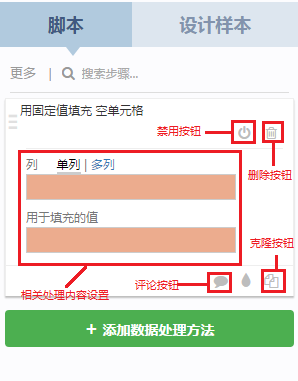 脚本 设计样本
更多 | 搜索步骤...
用固定值填充 空单元格
禁用按钮
删除按钮
列 单列 | 多列
用于填充的值
克隆按钮
评论按钮
相关处理内容设置
+ 添加数据处理方法